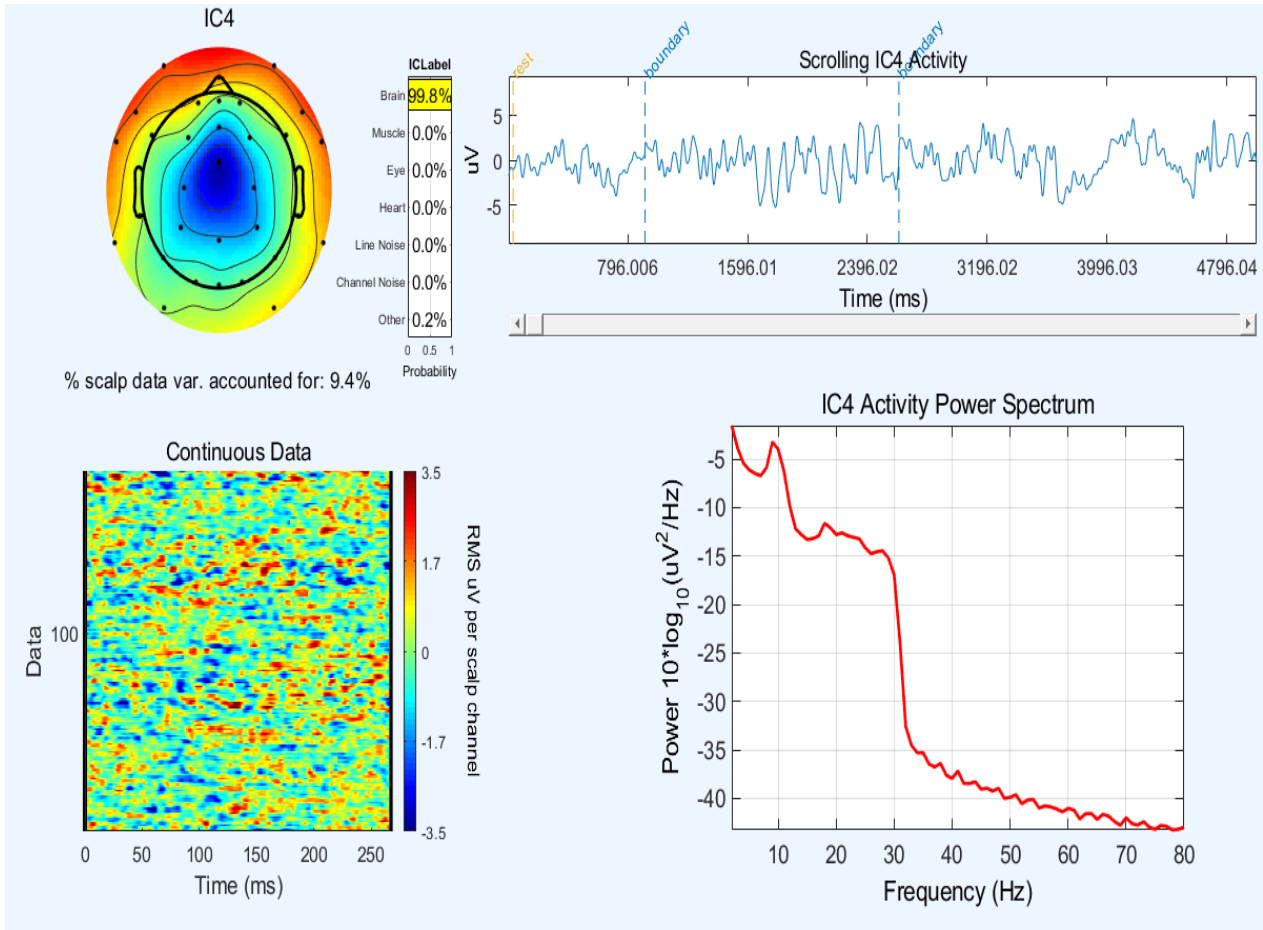 IC4
ICLabel
Brain 99.8%
Muscle 0.0%
Eye 0.0%
Heart 0.0%
Line Noise 0.0%
Channel Noise 0.0%
Other 0.2%
0 0.5 1
Probability
% scalp data var. accounted for: 9.4%
rest
boundary
boundary
Scrolling IC4 Activity
5
0
-5
uV
796.006 1596.01 2396.02 3196.02 3996.03 4796.04
Time (ms)
Continuous Data
100
Data
0 50 100 150 200 250
Time (ms)
3.5
1.7
0
-1.7
-3.5
RMS uV per scalp channel
IC4 Activity Power Spectrum
-5
-10
-15
-20
-25
-30
-35
-40
Power 10*log10(uV2/Hz)
10 20 30 40 50 60 70 80
Frequency (Hz)